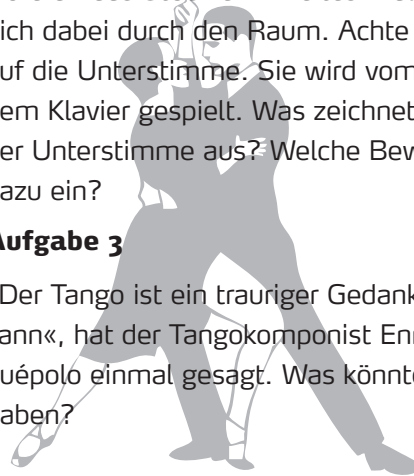 ich dabei durch den Raum. Achte
uf die Unterstimme. Sie wird vom
em Klavier gespielt. Was zeichnet
er Unterstimme aus? Welche Bew
azu ein?
Aufgabe 3
Der Tango ist ein trauriger Gedank
ann«, hat der Tangokomponist Enr
uépolo einmal gesagt. Was könnte
aben?